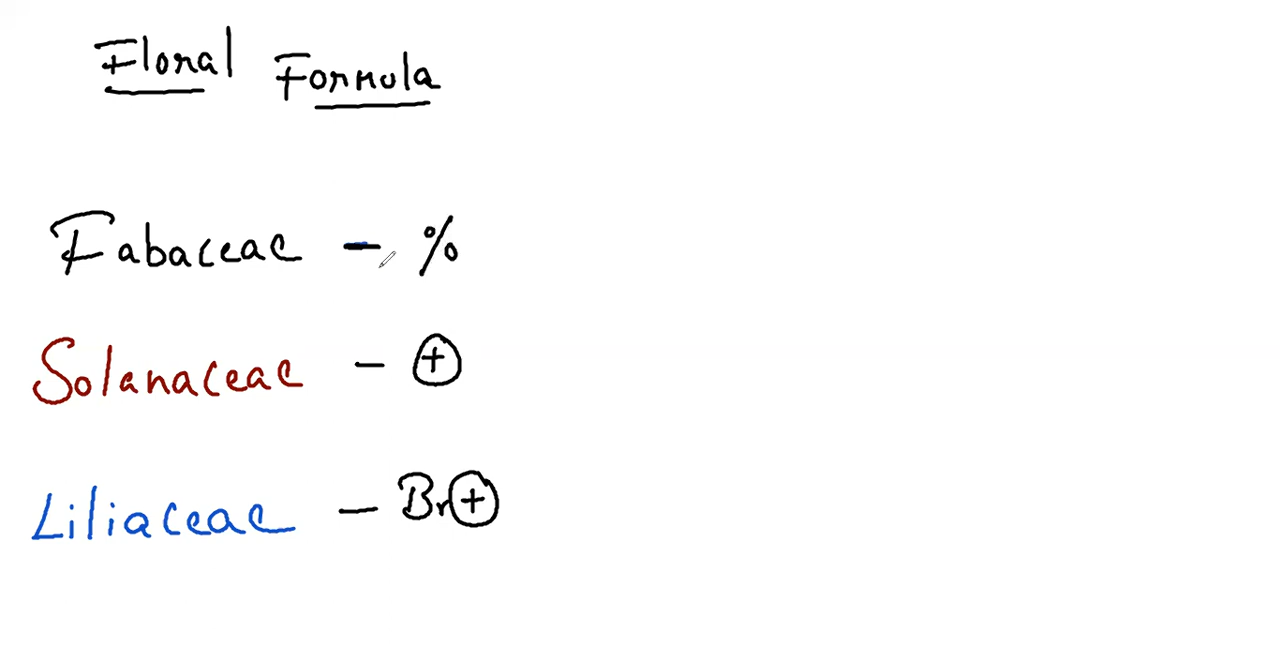 Floral Formula
Fabaceae - %
Solanaceae - ⊕
Liliaceae - Br⊕